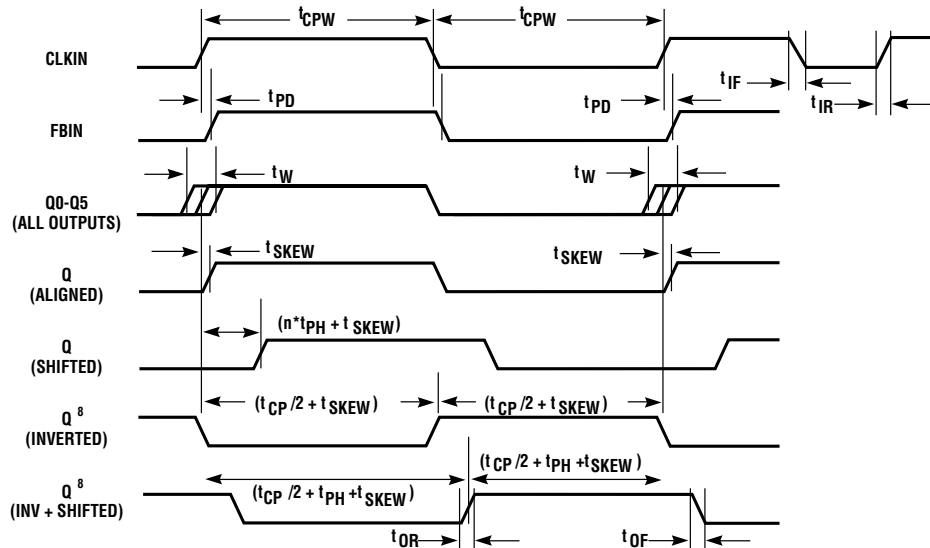 tCPW tCPW
CLKIN
tIF
tPD tPD
tIR
FBIN
tW tW
Q0-Q5
(ALL OUTPUTS)
tSKEW tSKEW
Q
(ALIGNED)
(n*tPH + tSKEW)
Q
(SHIFTED)
(tCP/2 + tSKEW) (tCP/2 + tSKEW)
Q 8
(INVERTED)
(tCP/2 + tPH +tSKEW)
(tCP/2 + tPH +tSKEW)
Q 8
(INV + SHIFTED)
tOR tOF